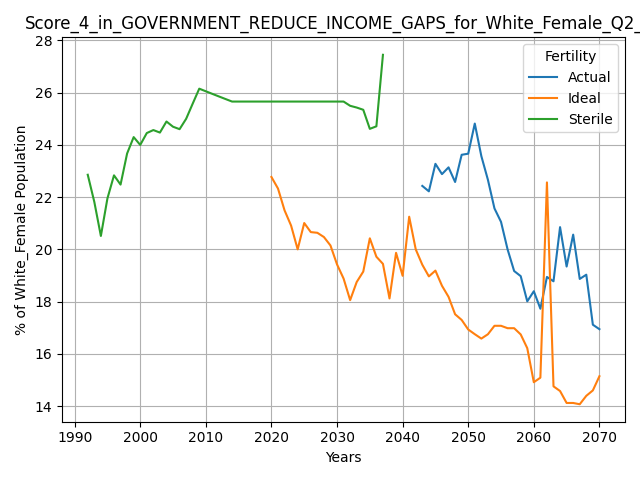 Score_4_in_GOVERNMENT_REDUCE_INCOME_GAPS_for_White_Female_Q2_
28
26
24
22
20
18
16
14
% of White_Female Population
Fertility
Actual
Ideal
Sterile
1990 2000 2010 2020 2030 2040 2050 2060 2070
Years